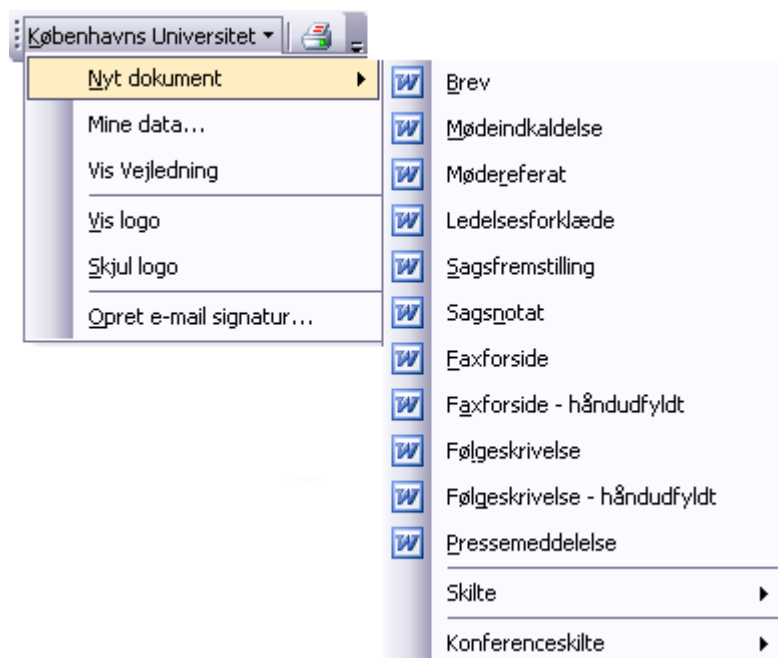 Københavns Universitet
Nyt dokument
Mine data...
Vis Vejledning
Vis logo
Skjul logo
Opret e-mail signatur...
Brev
Mødeindkaldelse
Mødereferat
Ledelsesforklæde
Sagsfremstilling
Sagsnotat
Faxforside
Faxforside - håndudfyldt
Følgeskrivelse
Følgeskrivelse - håndudfyldt
Pressemeddelelse
Skilte
Konferenceskilte